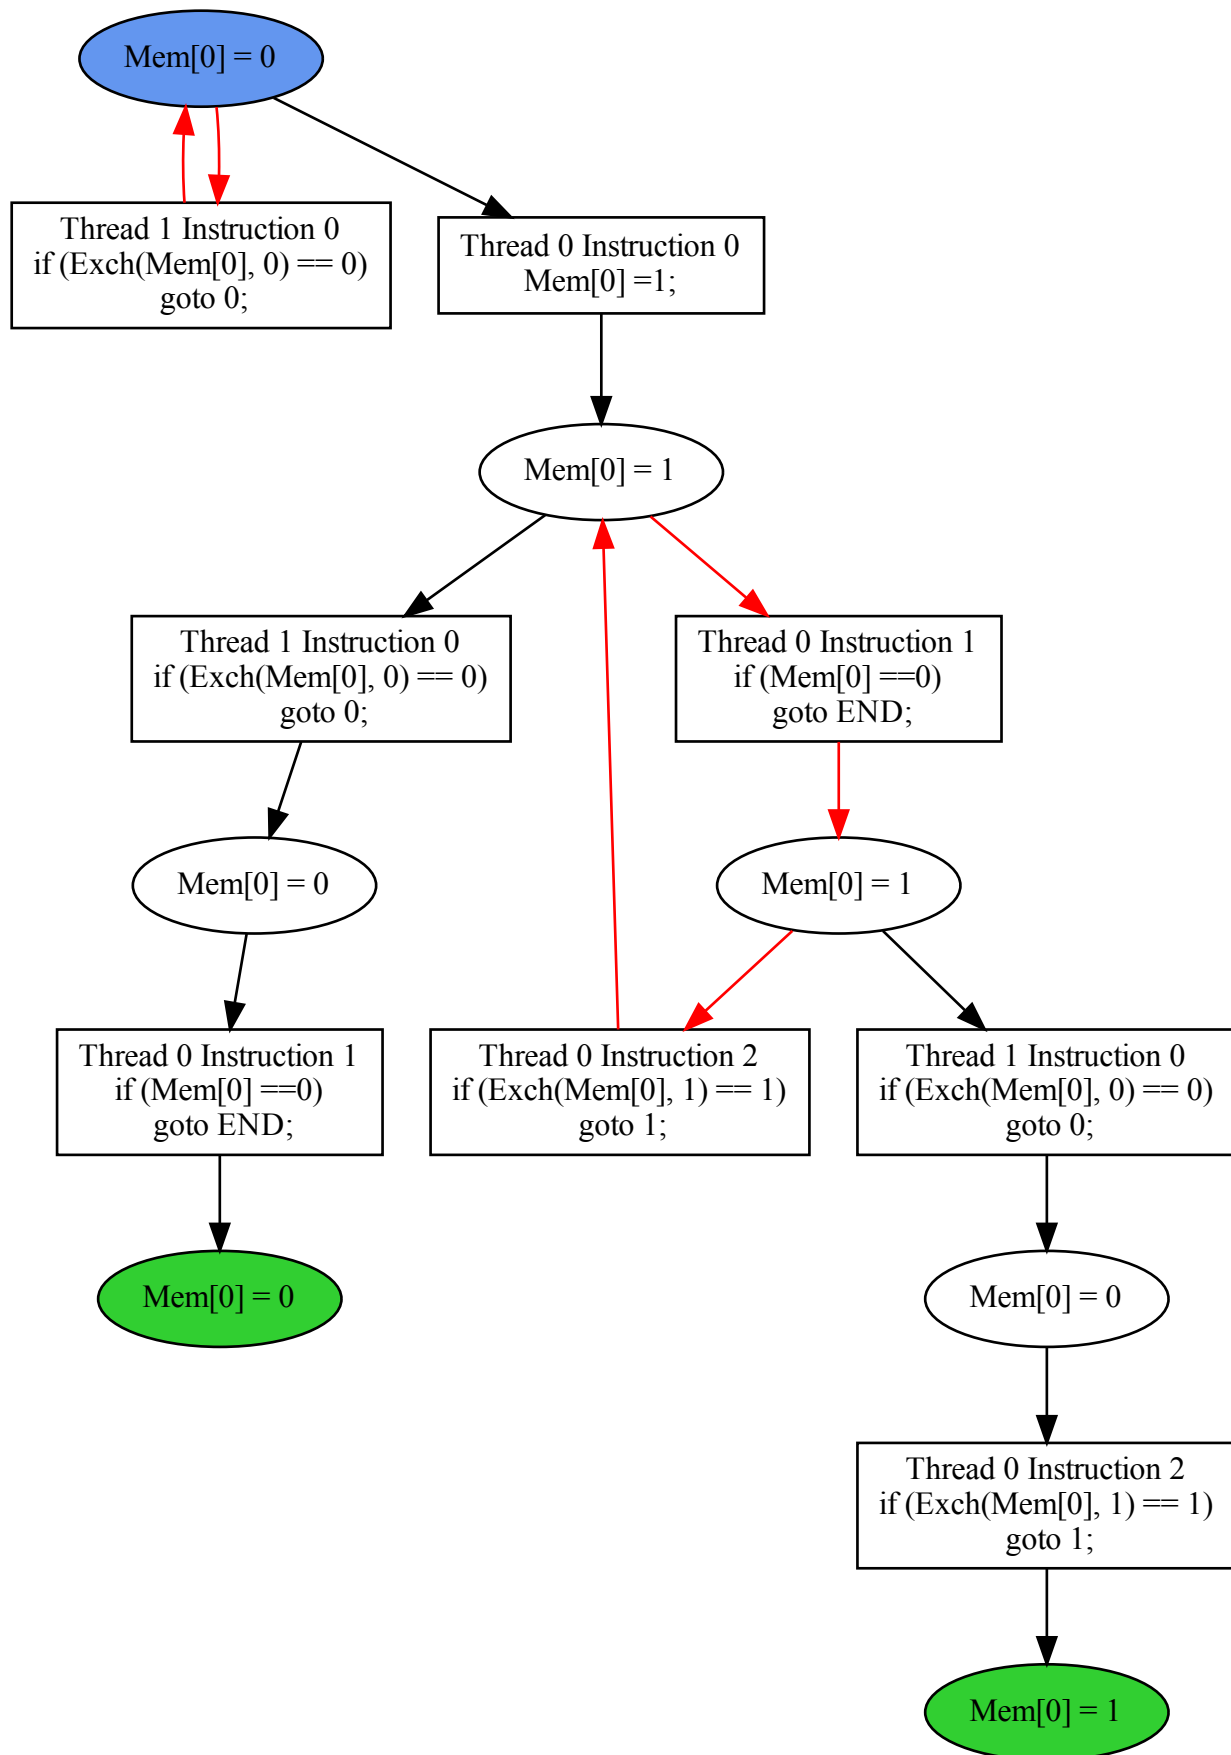 Mem[0] = 0
Thread 1 Instruction 0
if (Exch(Mem[0], 0) == 0)
goto 0;
Thread 0 Instruction 0
Mem[0] =1;
Mem[0] = 1
Thread 1 Instruction 0
if (Exch(Mem[0], 0) == 0)
goto 0;
Thread 0 Instruction 1
if (Mem[0] ==0)
goto END;
Mem[0] = 0
Mem[0] = 1
Thread 0 Instruction 1
if (Mem[0] ==0)
goto END;
Thread 0 Instruction 2
if (Exch(Mem[0], 1) == 1)
goto 1;
Thread 1 Instruction 0
if (Exch(Mem[0], 0) == 0)
goto 0;
Mem[0] = 0
Mem[0] = 0
Thread 0 Instruction 2
if (Exch(Mem[0], 1) == 1)
goto 1;
Mem[0] = 1